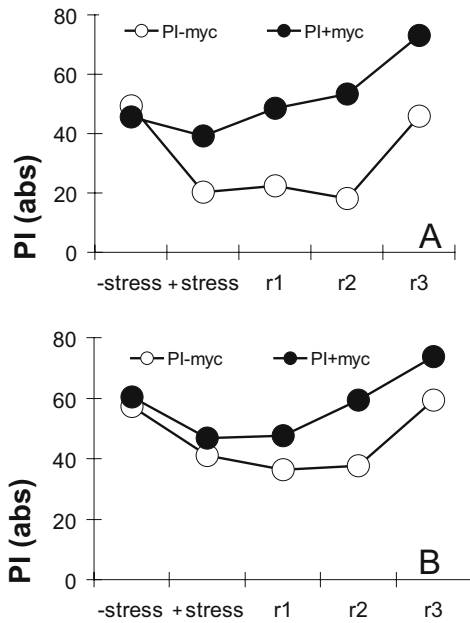 80
PI-myc PI+myc
60
40
20
0
PI (abs)
A
-stress +stress r1 r2 r3
80
PI-myc PI+myc
60
40
20
0
PI (abs)
B
-stress +stress r1 r2 r3